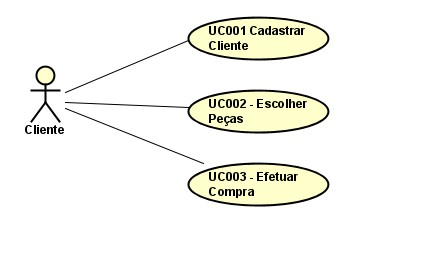 UC001 Cadastrar
Cliente
UC002 - Escolher
Peças
Cliente
UC003 - Efetuar
Compra